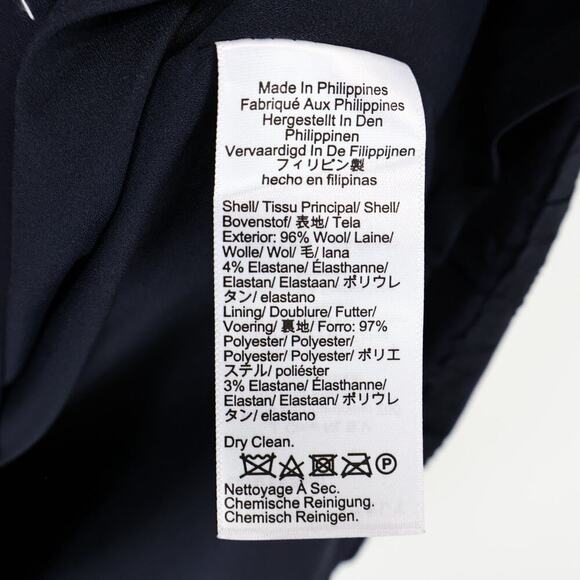 Made In Philippines
Fabriqué Aux Philippines
Hergestellt In Den
Philippinen
Vervaardigd In De Filippijnen
フィリピン製
hecho en filipinas
Shell/ Tissu Principal/ Shell/
Bovenstof/ 表地/ Tela
Exterior: 96% Wool/ Laine/
Wolle/ Wol/ 毛/ lana
4% Elastane/ Élasthanne/
Elastan/ Elastaan/ ポリウレ
タン/ elastano
Lining/ Doublure/ Futter/
Voering/ 裏地/ Forro: 97%
Polyester/ Polyester/
Polyester/ Polyester/ ポリエ
ステル/ poliéster
3% Elastane/ Élasthanne/
Elastan/ Elastaan/ ポリウレ
タン/ elastano
Dry Clean.
P
Nettoyage À Sec.
Chemische Reinigung.
Chemisch Reinigen.